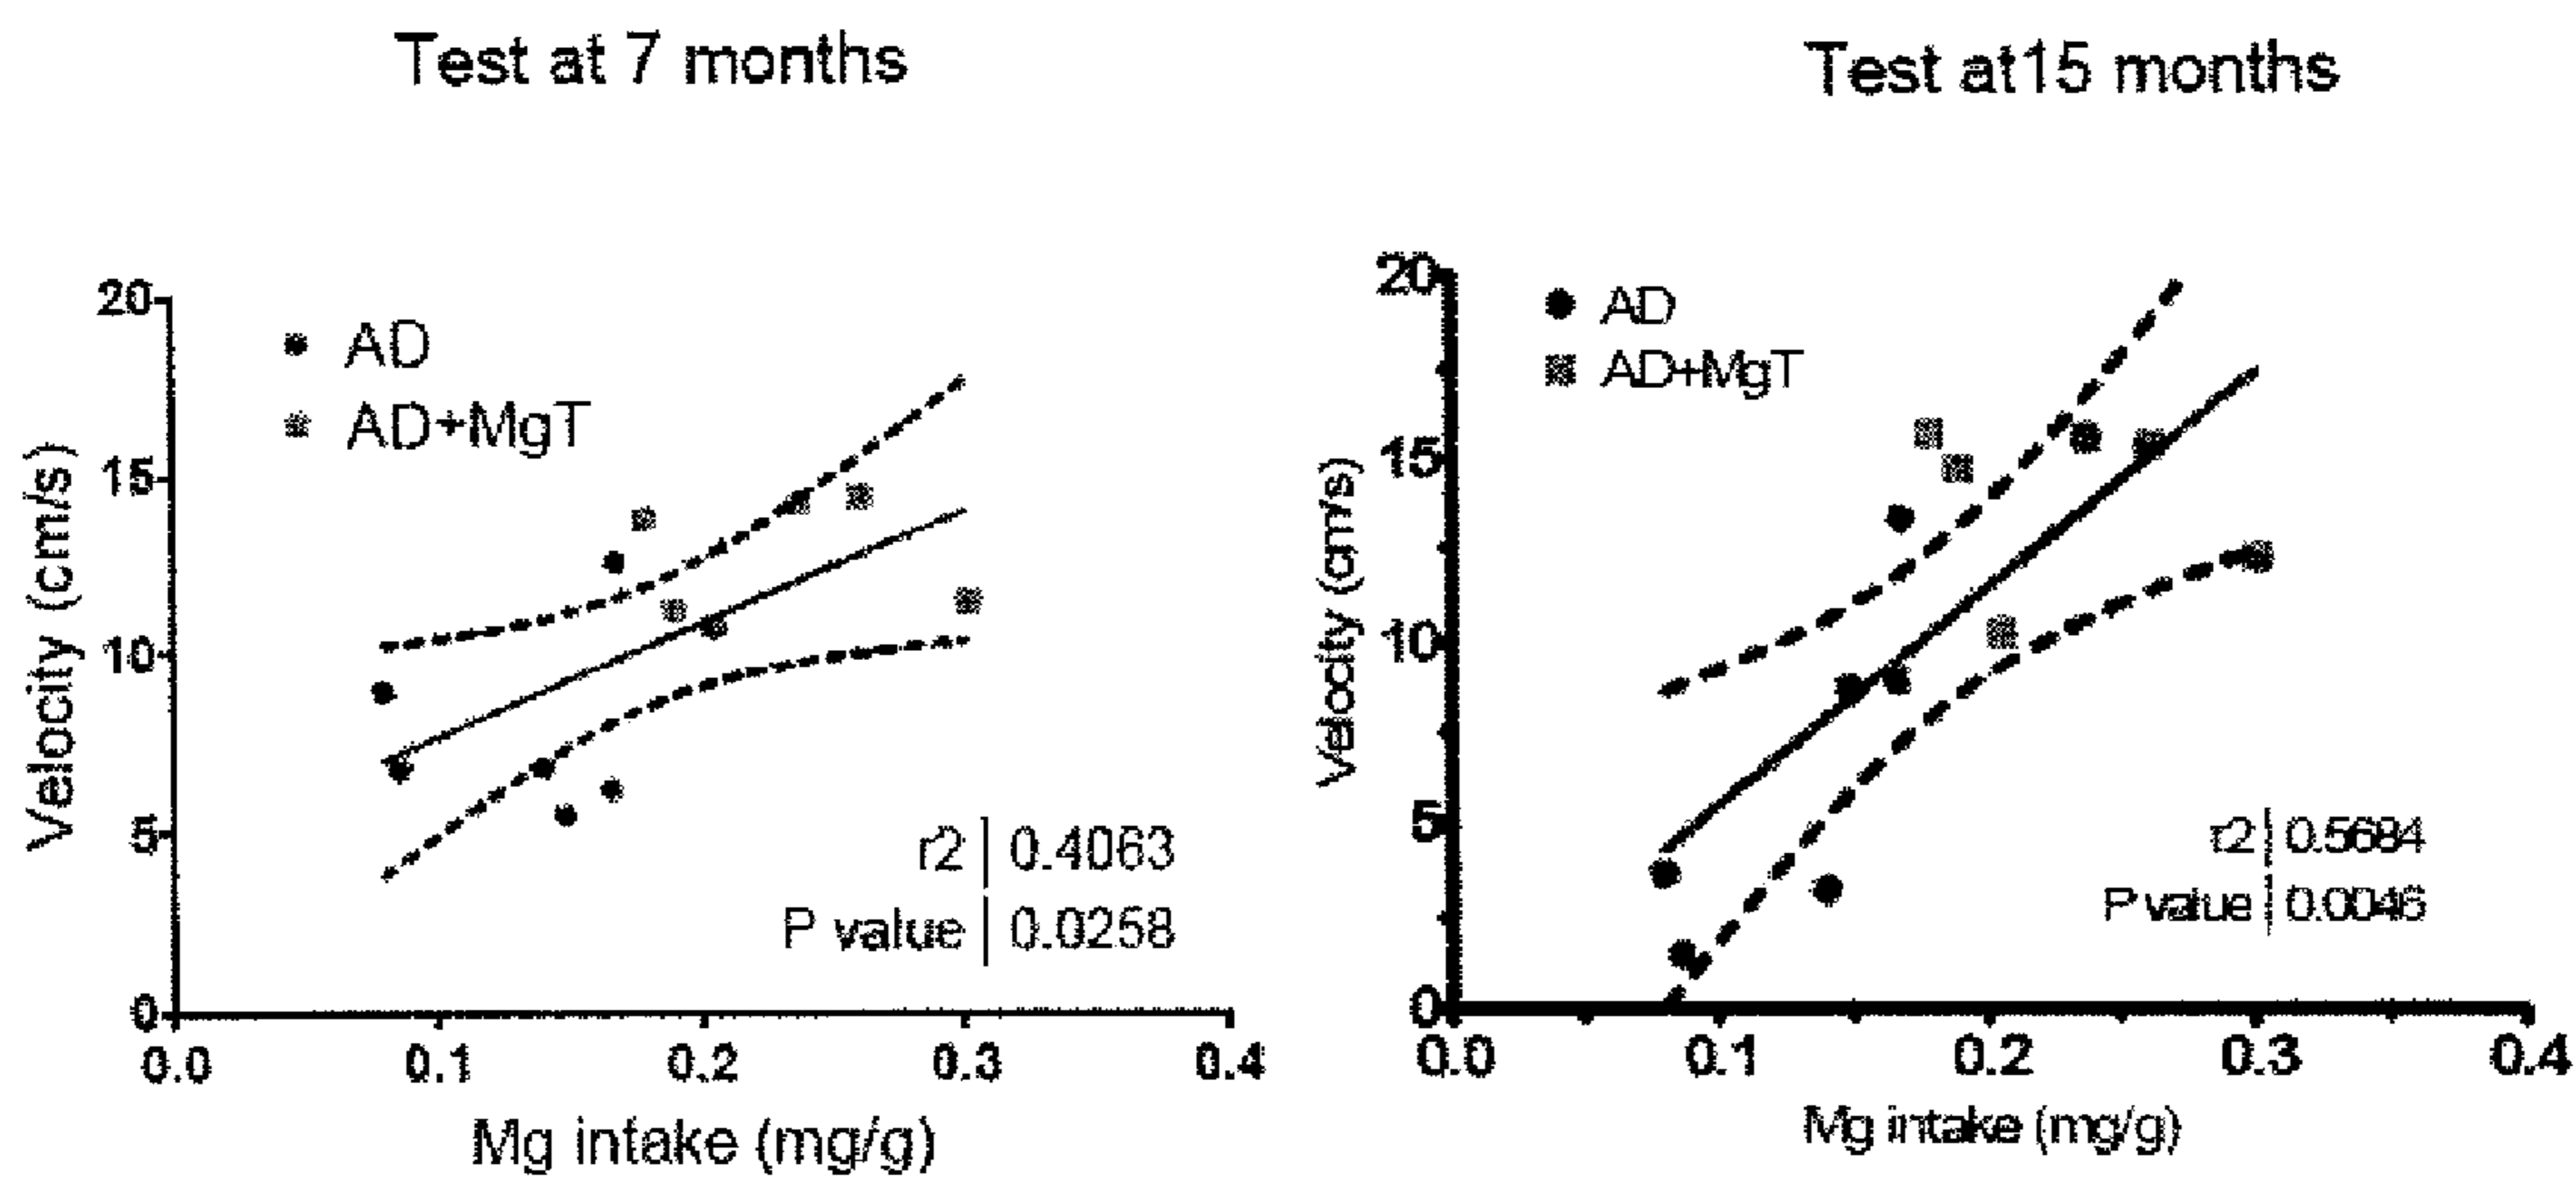 Test at 7 months
20
15
10
5
0
Velocity (cm/s)
AD
AD+MgT
r2 0.4063
P value 0.0258
0.0 0.1 0.2 0.3 0.4
Mg intake (mg/g)
Test at15 months
20
15
10
5
0
Velocity (cm/s)
AD
AD+MgT
r2 0.5684
P value 0.0046
0.0 0.1 0.2 0.3 0.4
Mg intake (mg/g)